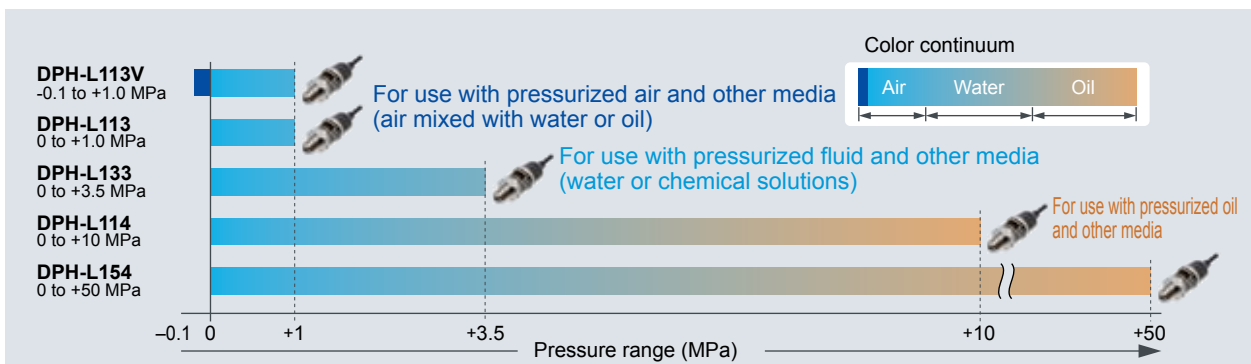 Color continuum
Air Water Oil
DPH-L113V
-0.1 to +1.0 MPa
For use with pressurized air and other media
(air mixed with water or oil)
DPH-L113
0 to +1.0 MPa
For use with pressurized fluid and other media
(water or chemical solutions)
DPH-L133
0 to +3.5 MPa
For use with pressurized oil
and other media
DPH-L114
0 to +10 MPa
DPH-L154
0 to +50 MPa
–0.1 0 +1 +3.5 +10 +50
Pressure range (MPa)